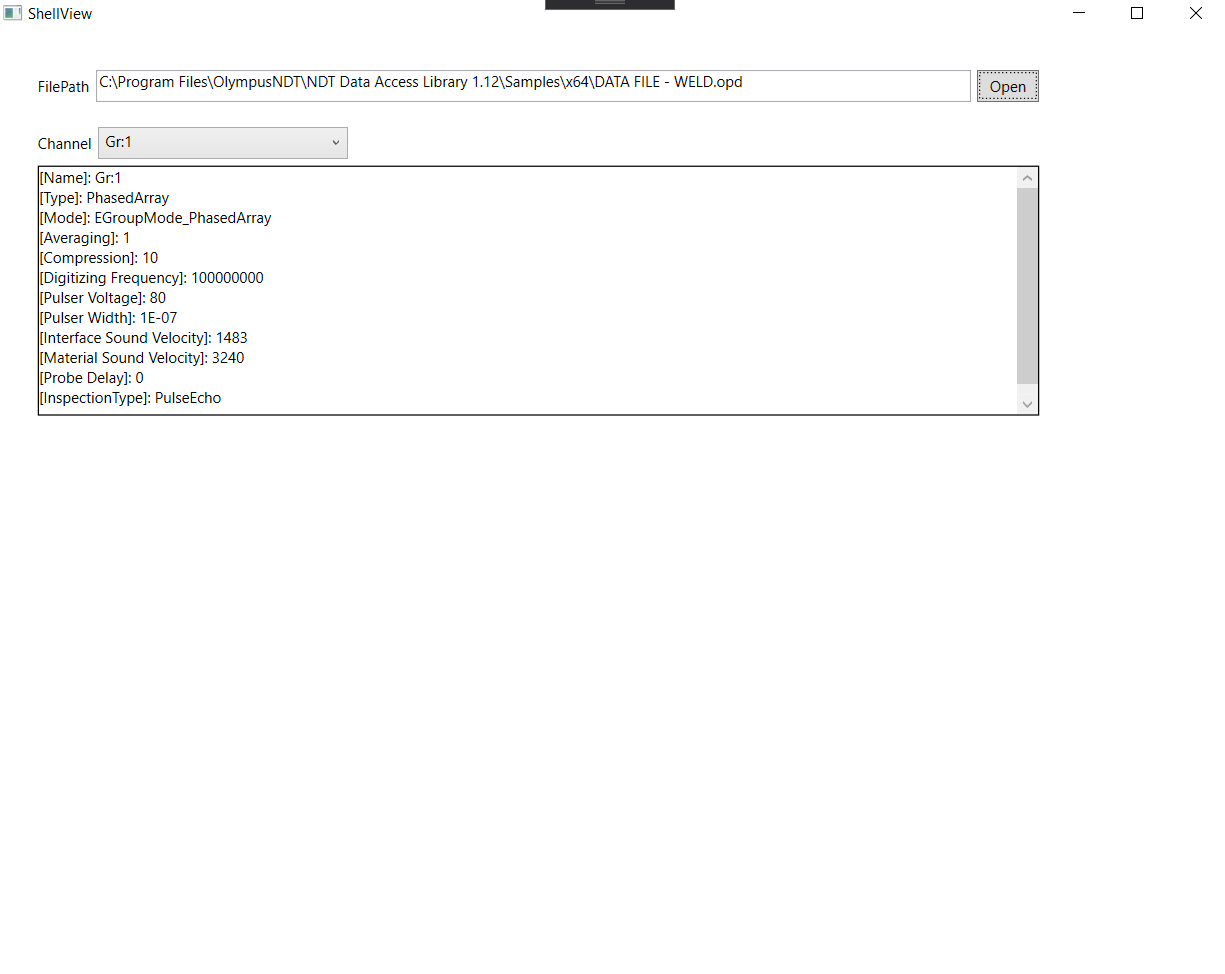 ShellView
FilePath C:\Program Files\OlympusNDT\NDT Data Access Library 1.12\Samples\x64\DATA FILE - WELD.opd Open
Channel Gr:1
[Name]: Gr:1
[Type]: PhasedArray
[Mode]: EGroupMode_PhasedArray
[Averaging]: 1
[Compression]: 10
[Digitizing Frequency]: 100000000
[Pulser Voltage]: 80
[Pulser Width]: 1E-07
[Interface Sound Velocity]: 1483
[Material Sound Velocity]: 3240
[Probe Delay]: 0
[InspectionType]: PulseEcho